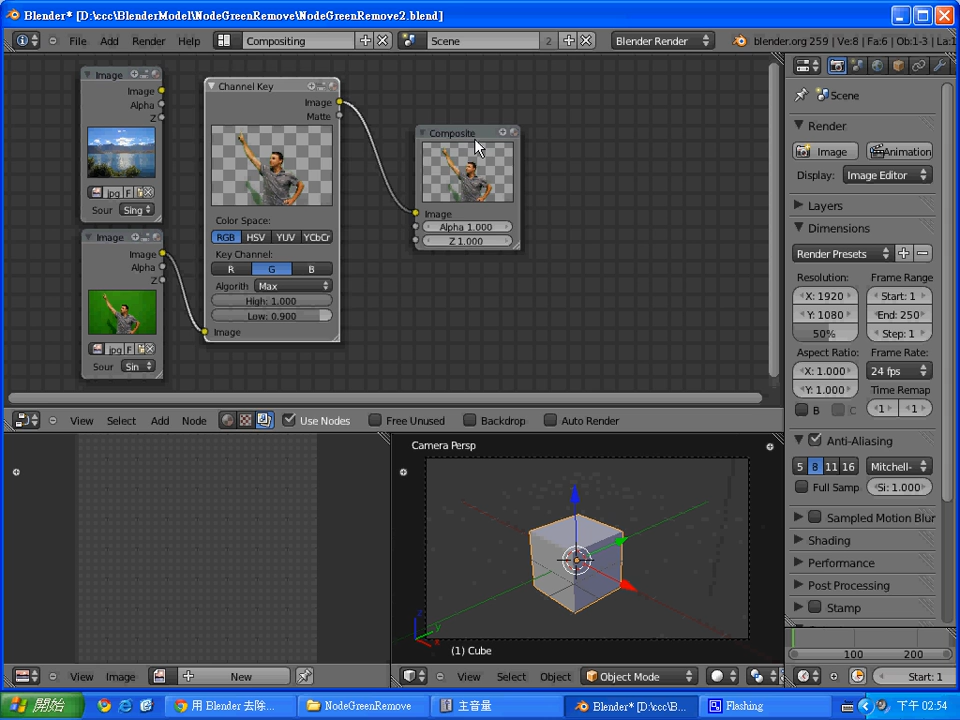 Blender* [D:\ccc\BlenderModel\NodeGreenRemove\NodeGreenRemove2.blend]
File Add Render Help Compositing Scene 2 Blender Render blender.org 259 | Ve:8 | Fa:6 | Ob:1-3 | La:1
Image
Image
Alpha
Z
jpg F
Sour Sing
Image
Image
Alpha
Z
jpg F
Sour Sin
Channel Key
Image
Matte
Color Space:
RGB HSV YUV YCbCr
Key Channel:
R G B
Algorith Max
High: 1.000
Low: 0.900
Image
Composite
Image
Alpha 1.000
Z 1.000
View Select Add Node Use Nodes Free Unused Backdrop Auto Render
Scene
Render
Image Animation
Display: Image Editor
Layers
Dimensions
Render Presets
Resolution: Frame Range
X: 1920 Start: 1
Y: 1080 End: 250
50% Step: 1
Aspect Ratio: Frame Rate:
X: 1.000 24 fps
Y: 1.000 Time Remap
B C 1 1
Anti-Aliasing
5 8 11 16 Mitchell-
Full Samp Si: 1.000
Sampled Motion Blur
Shading
Performance
Post Processing
Stamp
Camera Persp
(1) Cube
View Image New
View Select Object Object Mode
100 200
Start: 1
開始 用 Blender 去除... NodeGreenRemove 主音量 Blender* [D:\ccc\B... Flashing 下午 02:54